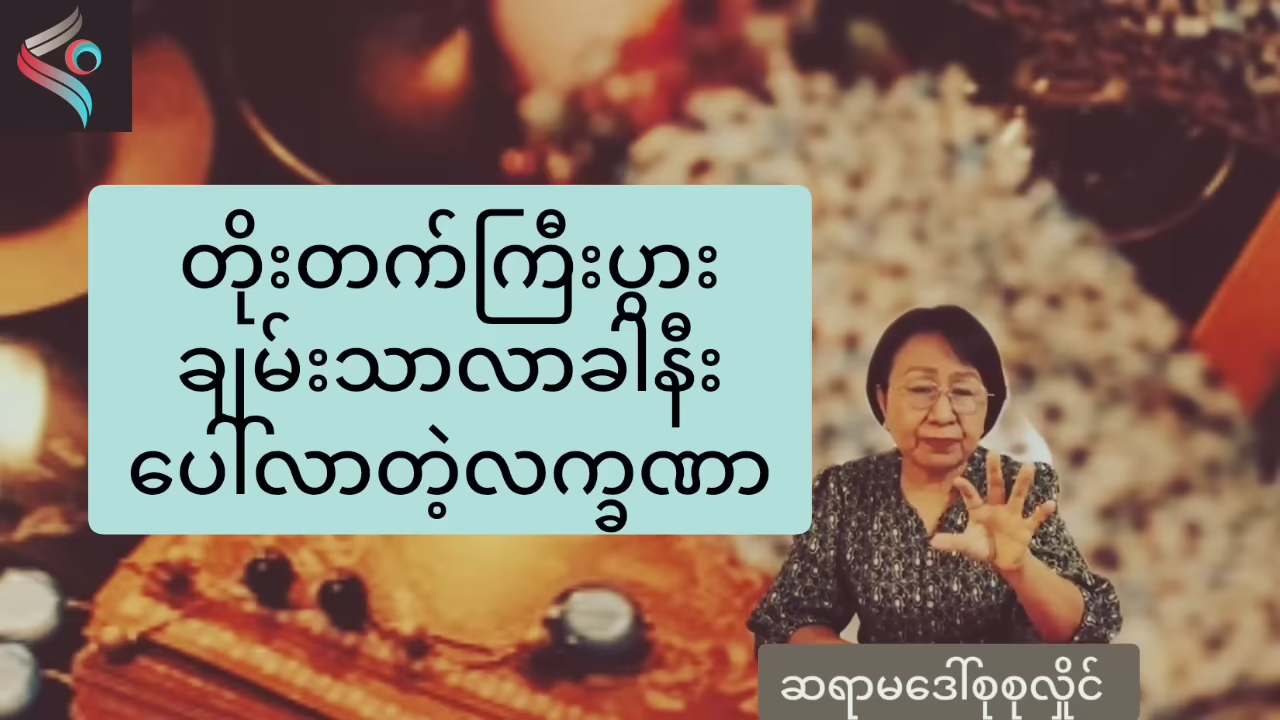 တိုးတက်ကြီးပွား
ချမ်းသာလာခါနီး
ပေါ်လာတဲ့လက္ခဏာ
ဆရာမဒေါ်စုစုလှိုင်